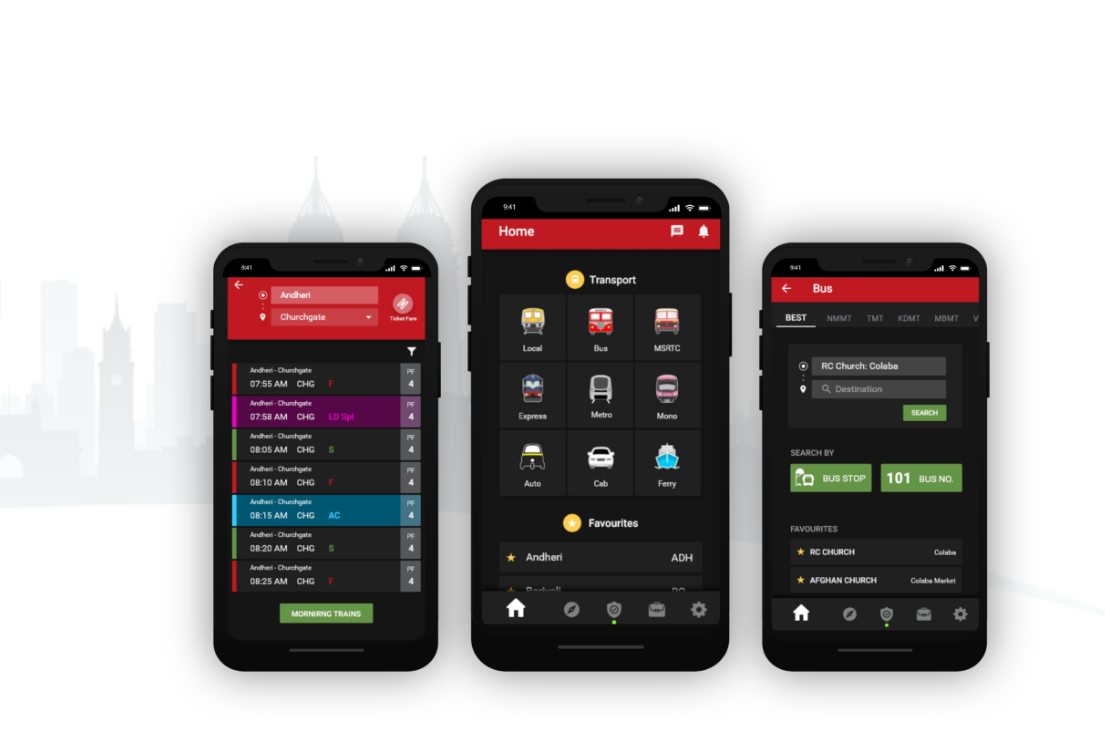 9:41
Andheri
Churchgate
Ticket Fare
Andheri - Churchgate PF
07:55 AM CHG F 4
Andheri - Churchgate PF
07:58 AM CHG LD Spl 4
Andheri - Churchgate PF
08:05 AM CHG S 4
Andheri - Churchgate PF
08:10 AM CHG F 4
Andheri - Churchgate PF
08:15 AM CHG AC 4
Andheri - Churchgate PF
08:20 AM CHG S 4
Andheri - Churchgate PF
08:25 AM CHG F 4
MORNIRNG TRAINS
9:41
Home
Transport
Local Bus MSRTC
Express Metro Mono
Auto Cab Ferry
Favourites
Andheri ADH
9:41
Bus
BEST NMMT TMT KDMT MBMT V
RC Church: Colaba
Destination
SEARCH
SEARCH BY
BUS STOP 101 BUS NO.
FAVOURITES
RC CHURCH Colaba
AFGHAN CHURCH Colaba Market